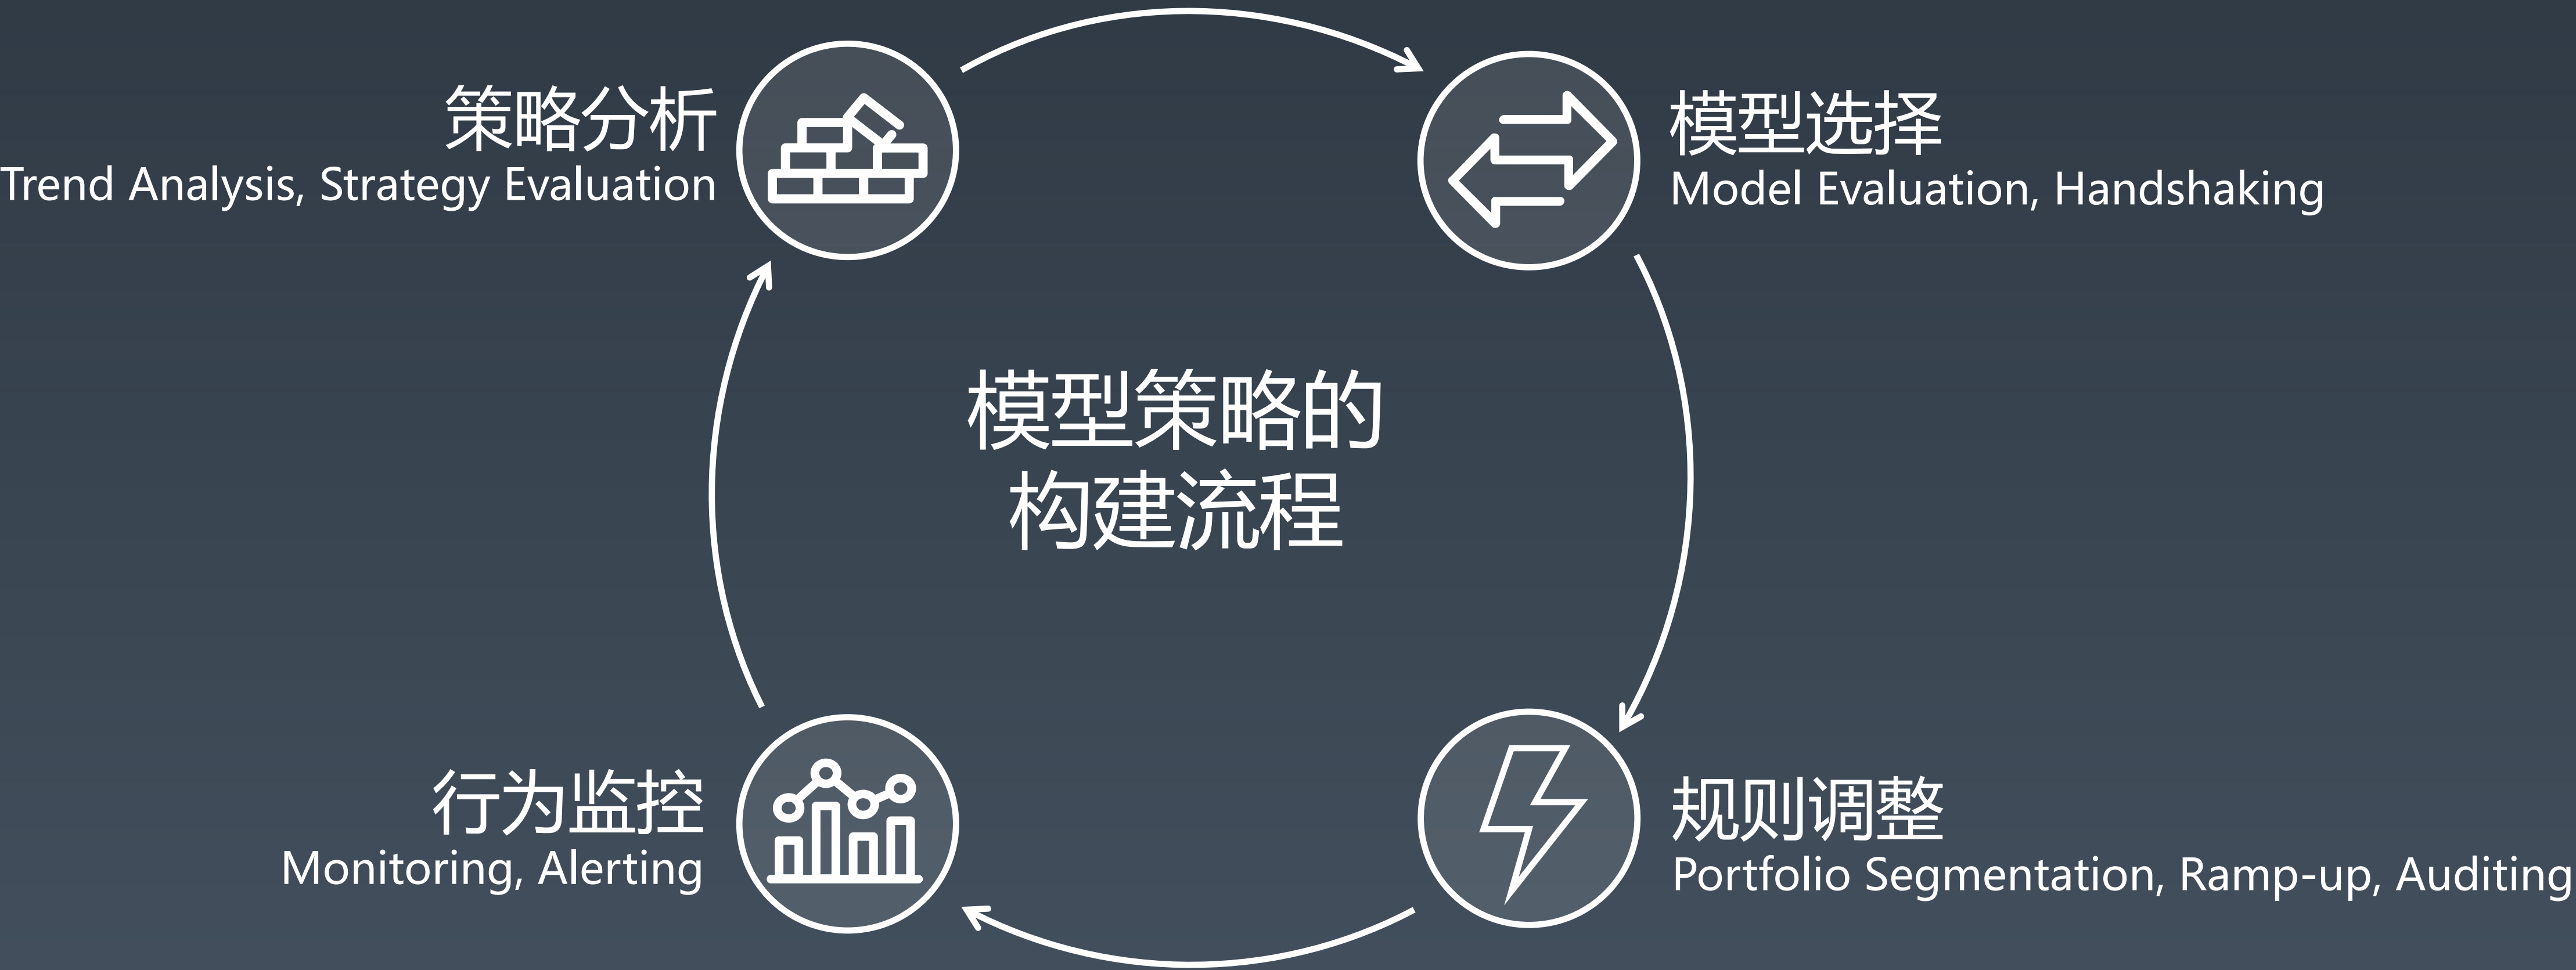 策略分析
Trend Analysis, Strategy Evaluation
模型选择
Model Evaluation, Handshaking
模型策略的
构建流程
行为监控
Monitoring, Alerting
规则调整
Portfolio Segmentation, Ramp-up, Auditing